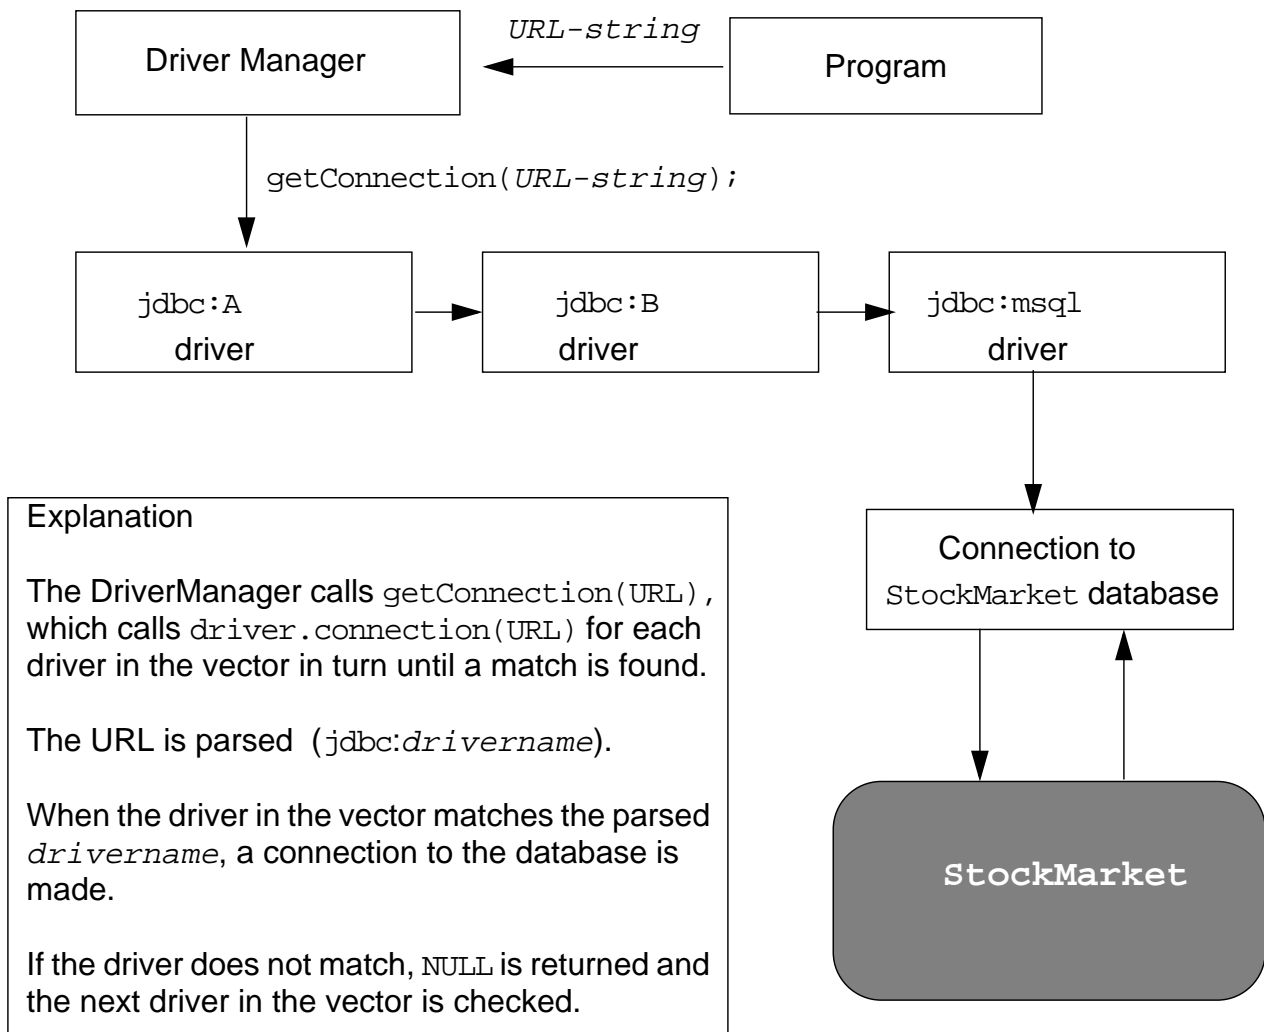 URL-string
Driver Manager
Program
getConnection(URL-string);
jdbc:A
driver
jdbc:B
driver
jdbc:msql
driver
Explanation
The DriverManager calls getConnection(URL),
which calls driver.connection(URL) for each
driver in the vector in turn until a match is found.
The URL is parsed (jdbc:drivername).
When the driver in the vector matches the parsed
drivername, a connection to the database is
made.
If the driver does not match, NULL is returned and
the next driver in the vector is checked.
Connection to
StockMarket database
StockMarket